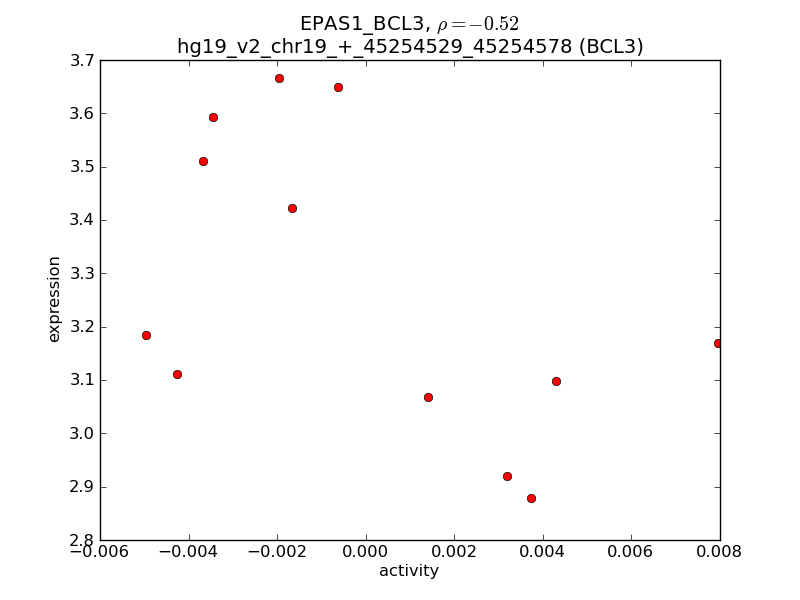 EPAS1_BCL3, ρ = −0.52
hg19_v2_chr19_+_45254529_45254578 (BCL3)
3.7
3.6
3.5
3.4
3.3
3.2
3.1
3.0
2.9
2.8
expression
−0.006 −0.004 −0.002 0.000 0.002 0.004 0.006 0.008
activity